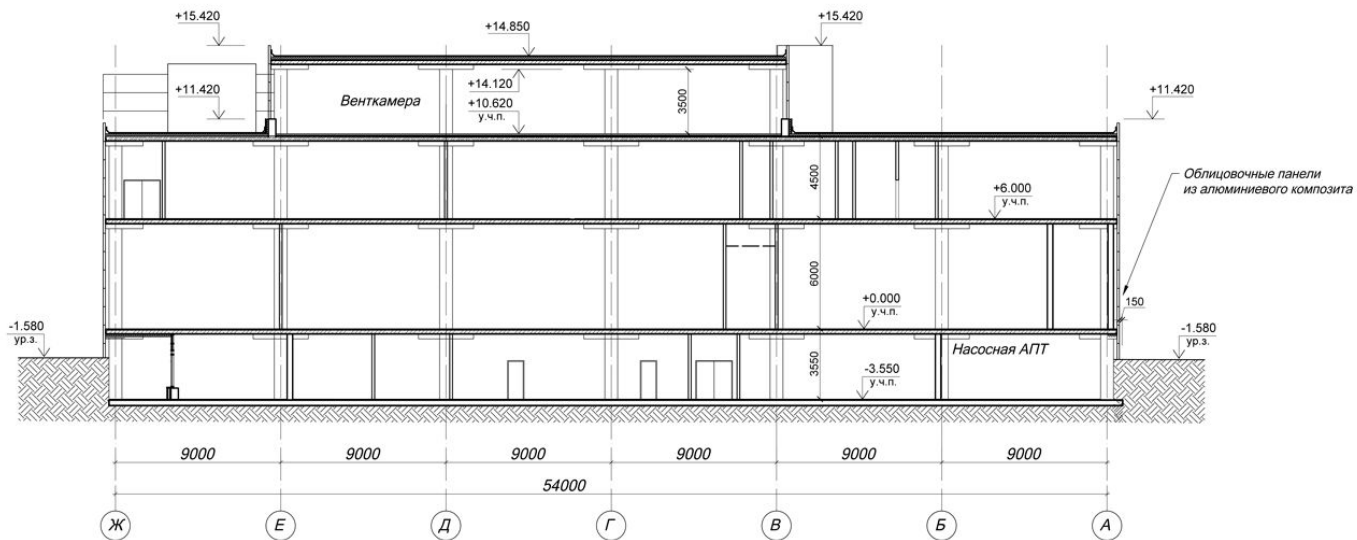 +15.420
+14.850
+15.420
+14.120
+11.420
Венткамера
+10.620
у.ч.п.
3500
+11.420
4500
Облицовочные панели
из алюминиевого композита
+6.000
у.ч.п.
6000
+0.000
у.ч.п.
150
-1.580
ур.з.
-1.580
ур.з.
Насосная АПТ
3550
-3.550
у.ч.п.
9000
9000
9000
9000
9000
9000
54000
Ж
Е
Д
Г
В
Б
А